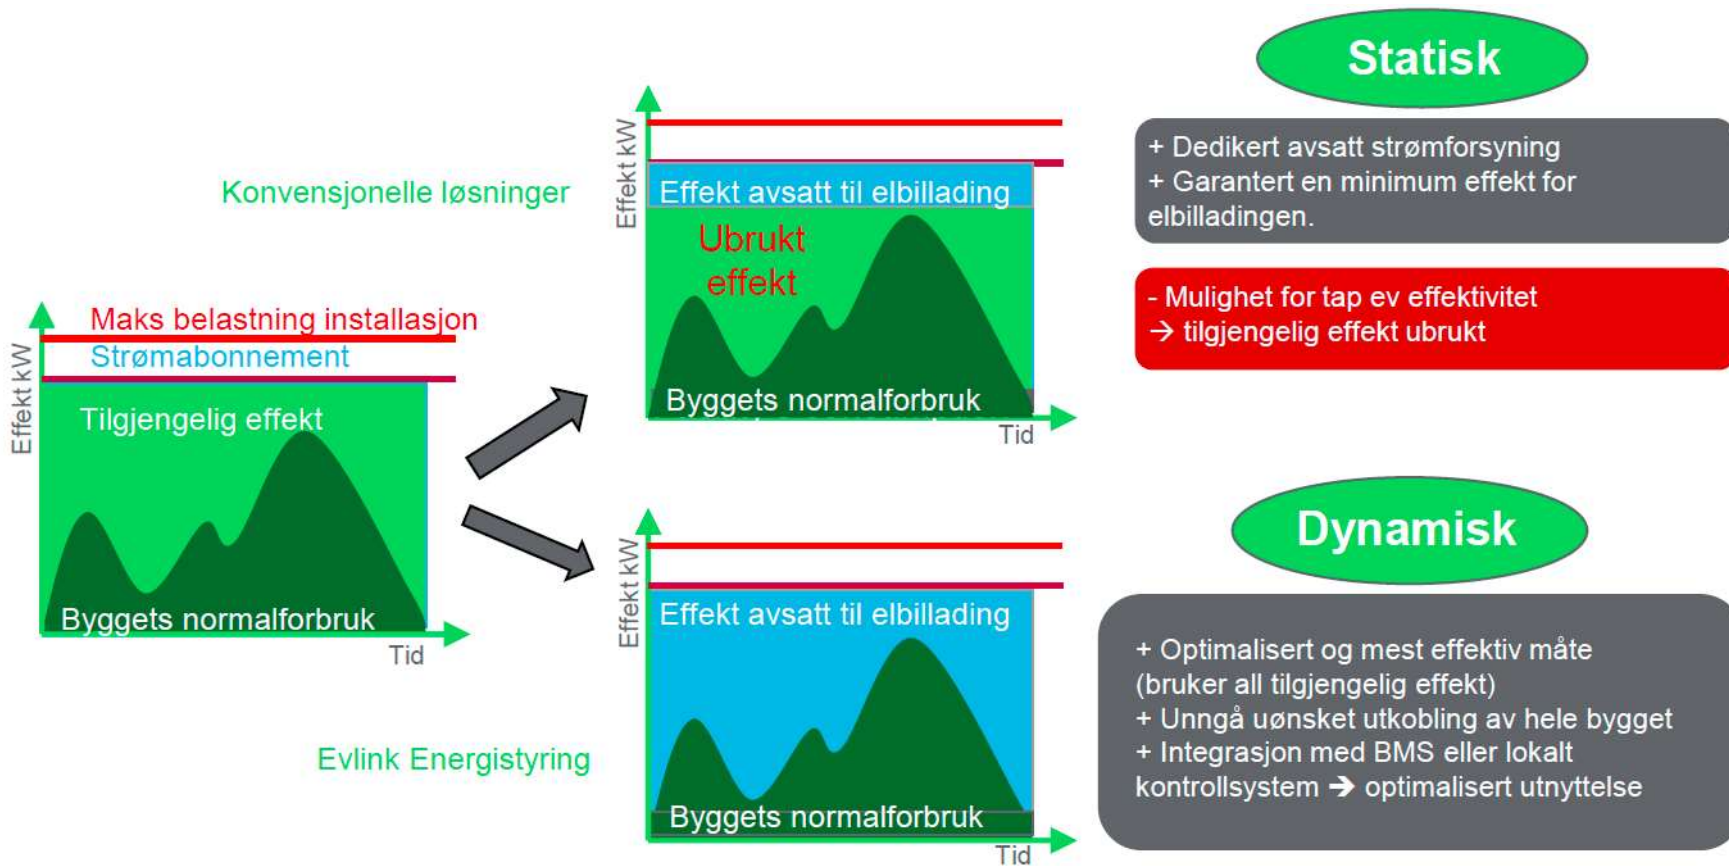 Maks belastning installasjon
Strømabonnement
Tilgjengelig effekt
Byggets normalforbruk
Effekt kW
Tid
Konvensjonelle løsninger
Effekt kW
Effekt avsatt til elbillading
Ubrukt
effekt
Byggets normalforbruk
Tid
Statisk
+ Dedikert avsatt strømforsyning
+ Garantert en minimum effekt for
elbilladingen.
- Mulighet for tap ev effektivitet
→ tilgjengelig effekt ubrukt
Evlink Energistyring
Effekt kW
Effekt avsatt til elbillading
Byggets normalforbruk
Tid
Dynamisk
+ Optimalisert og mest effektiv måte
(bruker all tilgjengelig effekt)
+ Unngå uønsket utkobling av hele bygget
+ Integrasjon med BMS eller lokalt
kontrollsystem ➔ optimalisert utnyttelse